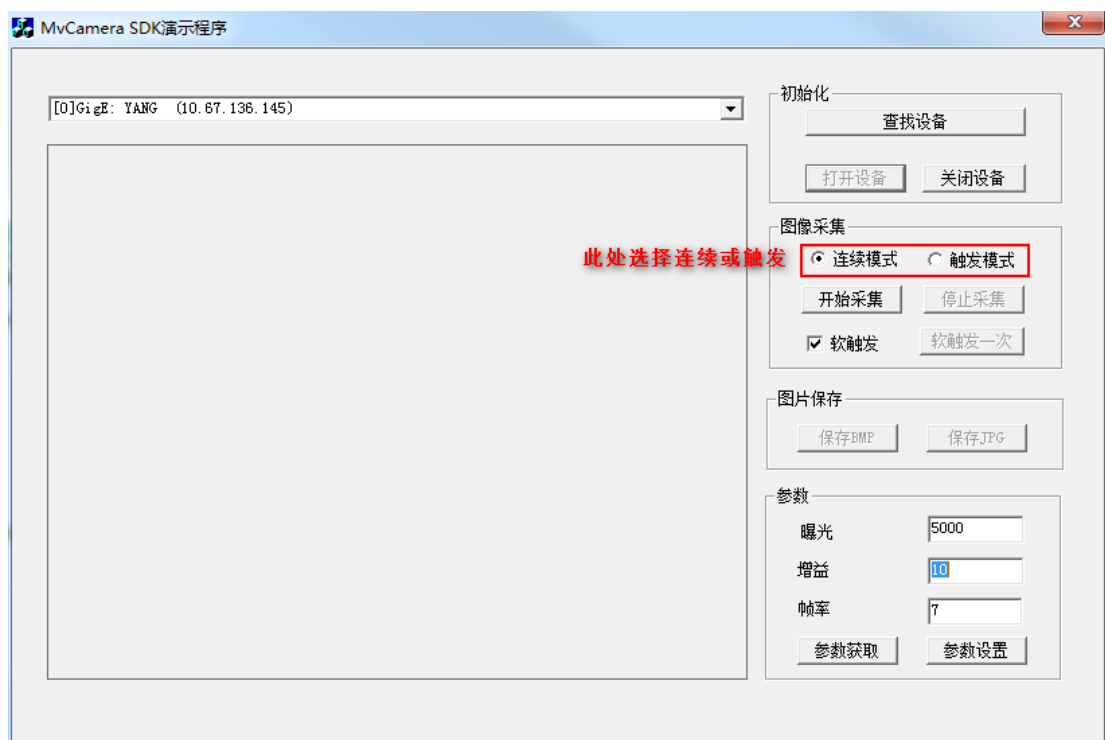 MvCamera SDK演示程序
[0]GigE: YANG (10.67.136.145)
初始化
查找设备
打开设备 关闭设备
图像采集
此处选择连续或触发 连续模式 触发模式
开始采集 停止采集
软触发 软触发一次
图片保存
保存BMP 保存JPG
参数
曝光 5000
增益 10
帧率 7
参数获取 参数设置